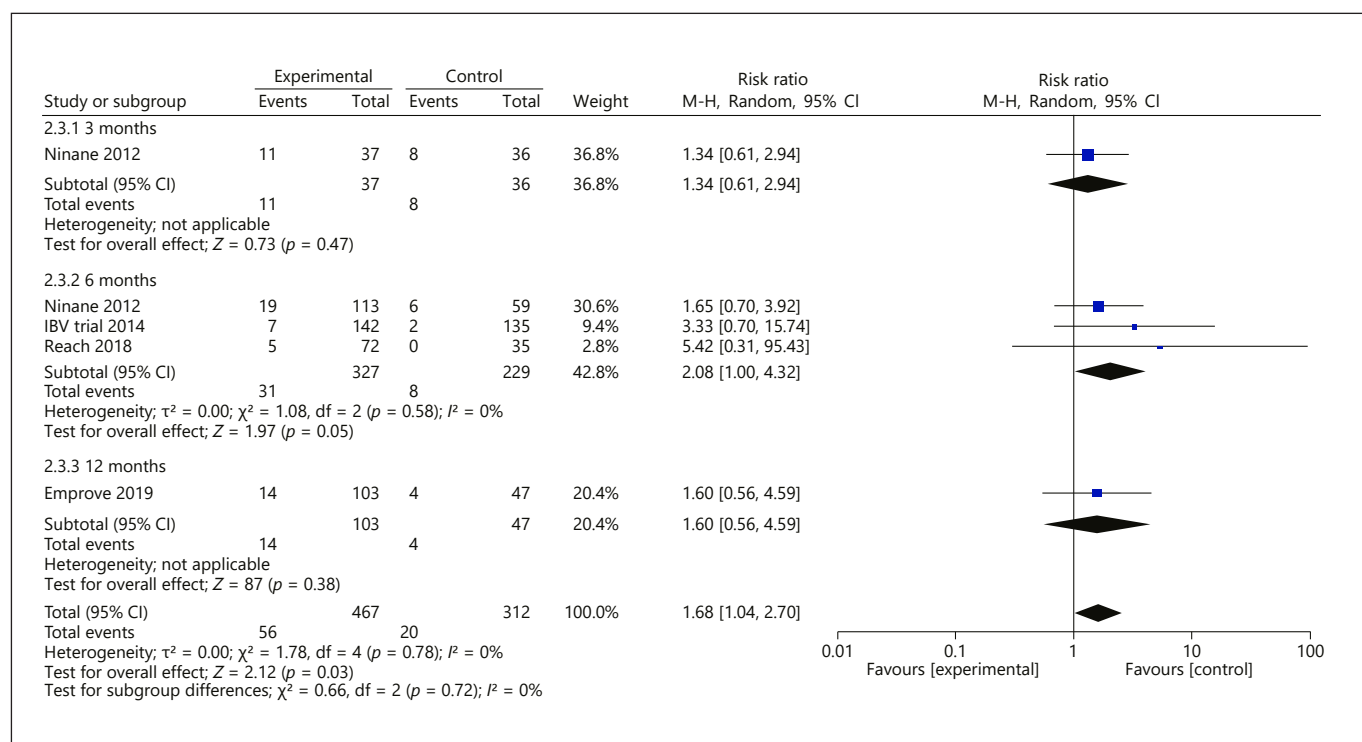 Experimental Control Risk ratio Risk ratio
Study or subgroup Events Total Events Total Weight M-H, Random, 95% CI M-H, Random, 95% CI
2.3.1 3 months
Ninane 2012 11 37 8 36 36.8% 1.34 [0.61, 2.94]
Subtotal (95% CI) 37 36 36.8% 1.34 [0.61, 2.94]
Total events 11 8
Heterogeneity; not applicable
Test for overall effect; Z = 0.73 (p = 0.47)
2.3.2 6 months
Ninane 2012 19 113 6 59 30.6% 1.65 [0.70, 3.92]
IBV trial 2014 7 142 2 135 9.4% 3.33 [0.70, 15.74]
Reach 2018 5 72 0 35 2.8% 5.42 [0.31, 95.43]
Subtotal (95% CI) 327 229 42.8% 2.08 [1.00, 4.32]
Total events 31 8
Heterogeneity; τ² = 0.00; χ² = 1.08, df = 2 (p = 0.58); I² = 0%
Test for overall effect; Z = 1.97 (p = 0.05)
2.3.3 12 months
Emprove 2019 14 103 4 47 20.4% 1.60 [0.56, 4.59]
Subtotal (95% CI) 103 47 20.4% 1.60 [0.56, 4.59]
Total events 14 4
Heterogeneity; not applicable
Test for overall effect; Z = 87 (p = 0.38)
Total (95% CI) 467 312 100.0% 1.68 [1.04, 2.70]
Total events 56 20
Heterogeneity; τ² = 0.00; χ² = 1.78, df = 4 (p = 0.78); I² = 0%
Test for overall effect; Z = 2.12 (p = 0.03)
Test for subgroup differences; χ² = 0.66, df = 2 (p = 0.72); I² = 0%
0.01 0.1 1 10 100
Favours [experimental] Favours [control]